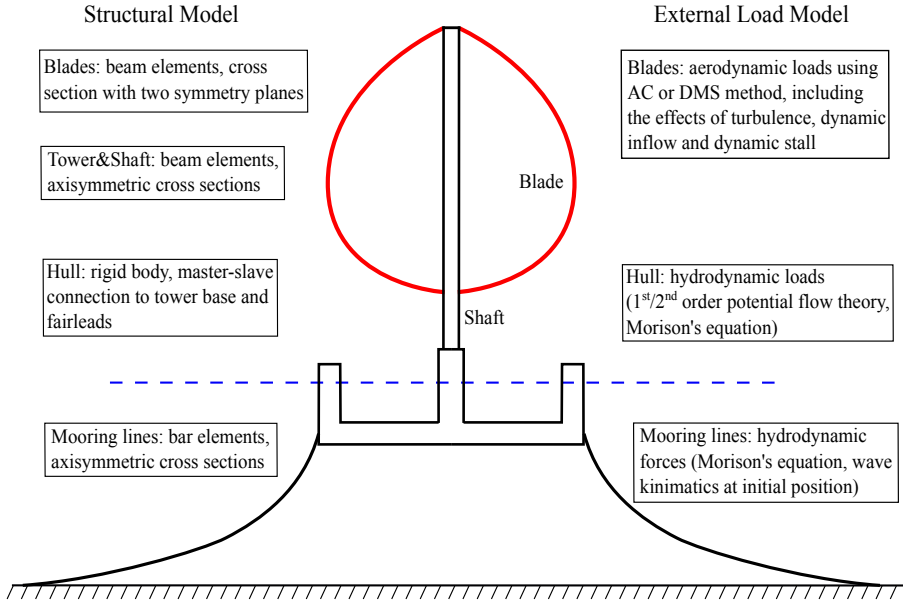 Structural Model
External Load Model
Blades: beam elements, cross
section with two symmetry planes
Blades: aerodynamic loads using
AC or DMS method, including
the effects of turbulence, dynamic
inflow and dynamic stall
Tower&Shaft: beam elements,
axisymmetric cross sections
Blade
Hull: rigid body, master-slave
connection to tower base and
fairleads
Hull: hydrodynamic loads
(1st/2nd order potential flow theory,
Morison's equation)
Shaft
Mooring lines: bar elements,
axisymmetric cross sections
Mooring lines: hydrodynamic
forces (Morison's equation, wave
kinimatics at initial position)